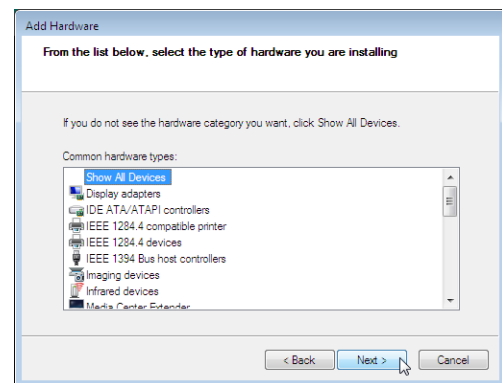 Add Hardware
From the list below, select the type of hardware you are installing
If you do not see the hardware category you want, click Show All Devices.
Common hardware types:
Show All Devices
Display adapters
IDE ATA/ATAPI controllers
IEEE 1284.4 compatible printer
IEEE 1284.4 devices
IEEE 1394 Bus host controllers
Imaging devices
Infrared devices
Media Center Extender
< Back Next > Cancel